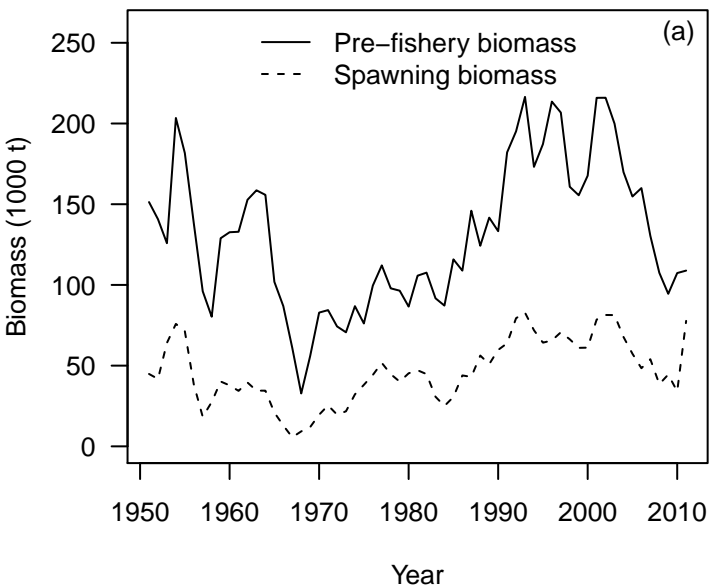 (a)
Pre−fishery biomass
Spawning biomass
Biomass (1000 t)
250
200
150
100
50
0
1950 1960 1970 1980 1990 2000 2010
Year